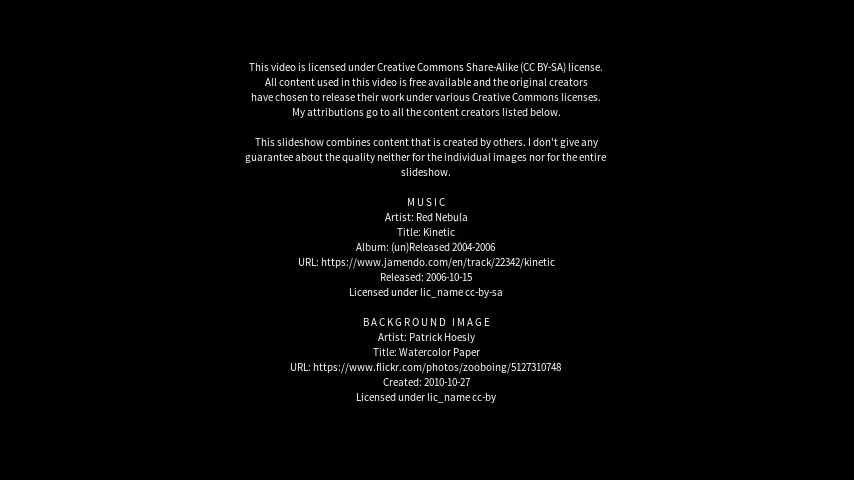 This video is licensed under Creative Commons Share-Alike (CC BY-SA) license.
All content used in this video is free available and the original creators
have chosen to release their work under various Creative Commons licenses.
My attributions go to all the content creators listed below.
This slideshow combines content that is created by others. I don't give any
guarantee about the quality neither for the individual images nor for the entire
slideshow.
MUSIC
Artist: Red Nebula
Title: Kinetic
Album: (un)Released 2004-2006
URL: https://www.jamendo.com/en/track/22342/kinetic
Released: 2006-10-15
Licensed under lic_name cc-by-sa
BACKGROUND IMAGE
Artist: Patrick Hoesly
Title: Watercolor Paper
URL: https://www.flickr.com/photos/zooboing/5127310748
Created: 2010-10-27
Licensed under lic_name cc-by